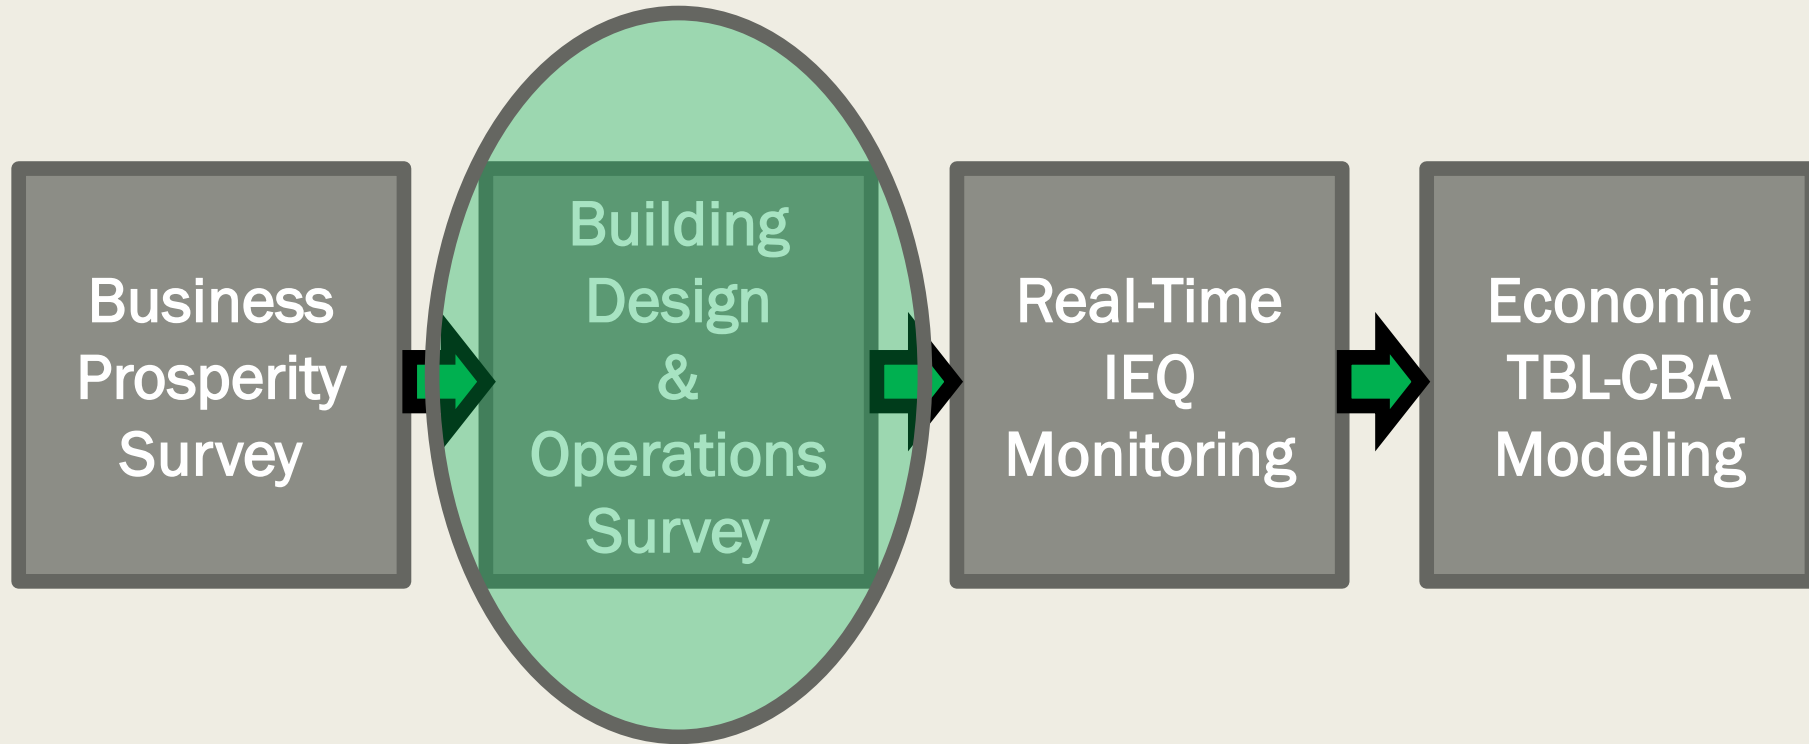 Business
Prosperity
Survey
Building
Design
&
Operations
Survey
Real-Time
IEQ
Monitoring
Economic
TBL-CBA
Modeling